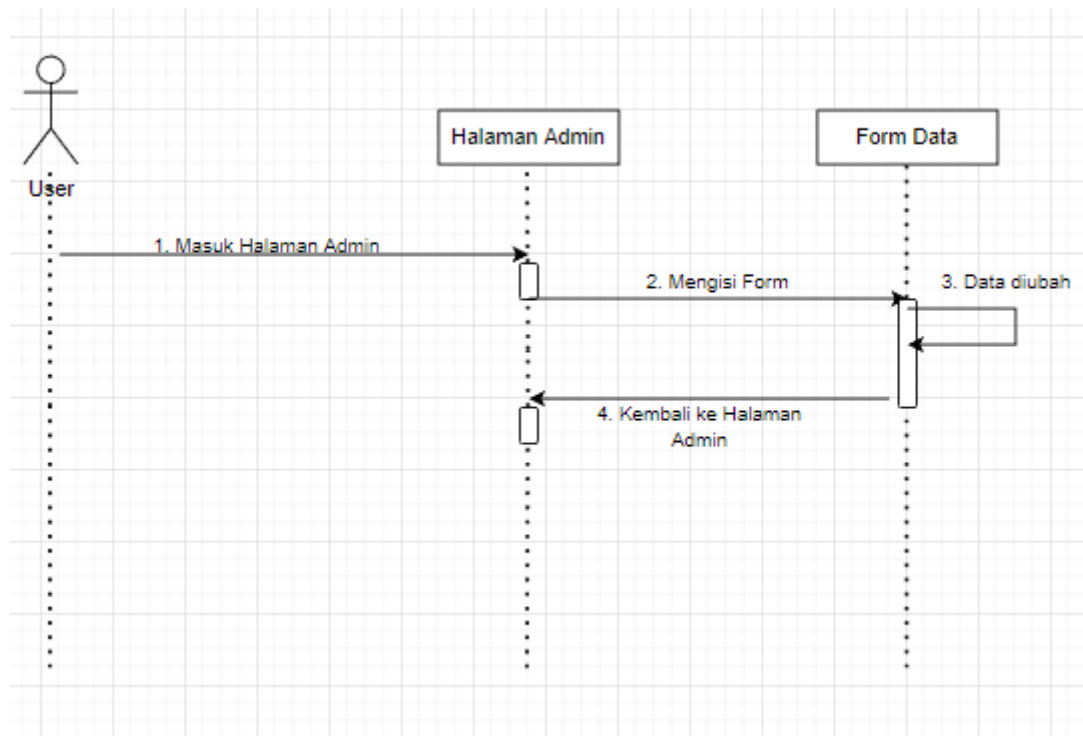 Halaman Admin
Form Data
User
1. Masuk Halaman Admin
2. Mengisi Form
3. Data diubah
4. Kembali ke Halaman
Admin